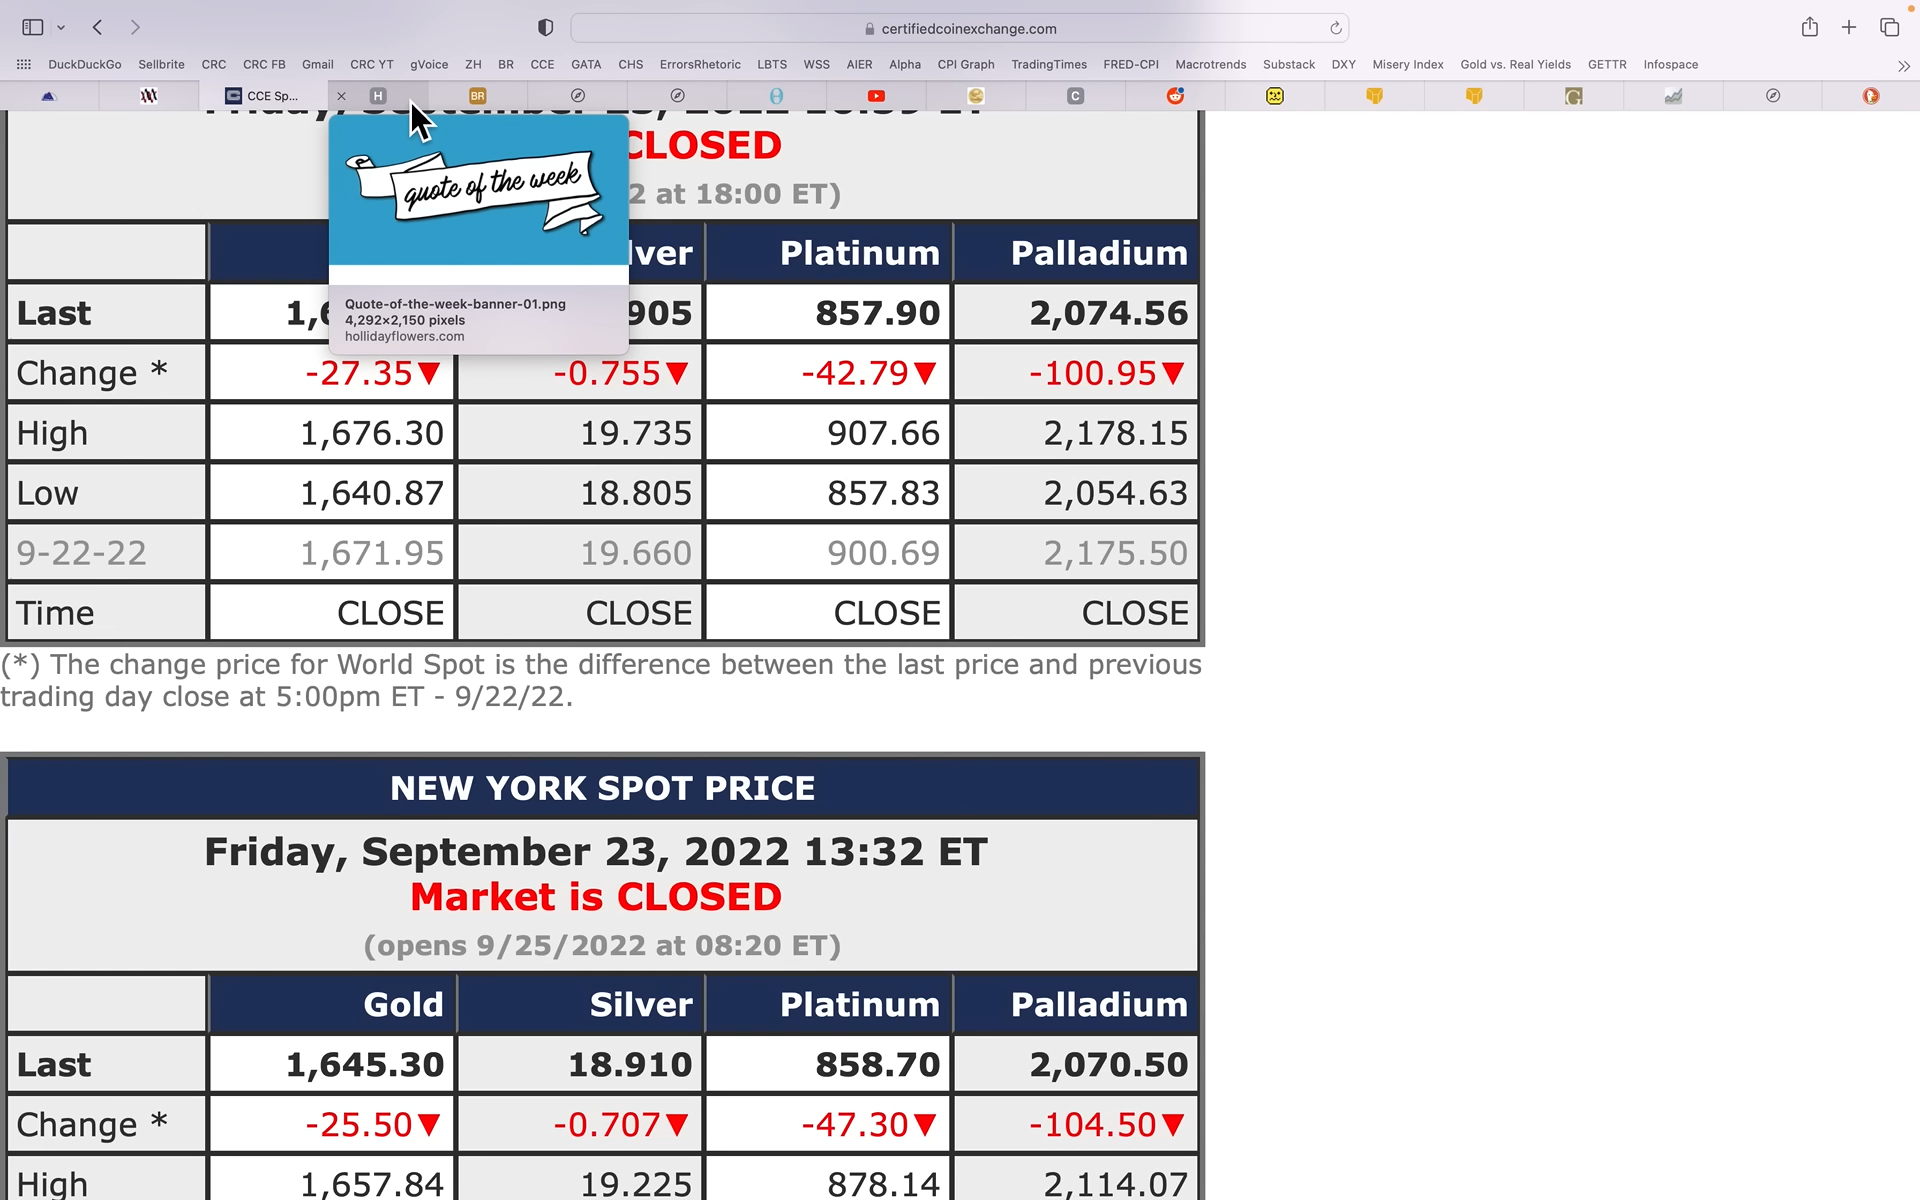 certifiedcoinexchange.com
DuckDuckGo Sellbrite CRC CRC FB Gmail CRC YT gVoice ZH BR CCE GATA CHS ErrorsRhetoric LBTS WSS AIER Alpha CPI Graph TradingTimes FRED-CPI Macrotrends Substack DXY Misery Index Gold vs. Real Yields GETTR Infospace
CCE Sp... H BR C
CLOSED
2 at 18:00 ET)
quote of the week
Quote-of-the-week-banner-01.png
4,292×2,150 pixels
hollidayflowers.com
lver Platinum Palladium
Last 1,6 905 857.90 2,074.56
Change * -27.35▼ -0.755▼ -42.79▼ -100.95▼
High 1,676.30 19.735 907.66 2,178.15
Low 1,640.87 18.805 857.83 2,054.63
9-22-22 1,671.95 19.660 900.69 2,175.50
Time CLOSE CLOSE CLOSE CLOSE
(*) The change price for World Spot is the difference between the last price and previous
trading day close at 5:00pm ET - 9/22/22.
NEW YORK SPOT PRICE
Friday, September 23, 2022 13:32 ET
Market is CLOSED
(opens 9/25/2022 at 08:20 ET)
Gold Silver Platinum Palladium
Last 1,645.30 18.910 858.70 2,070.50
Change * -25.50▼ -0.707▼ -47.30▼ -104.50▼
High 1,657.84 19.225 878.14 2,114.07